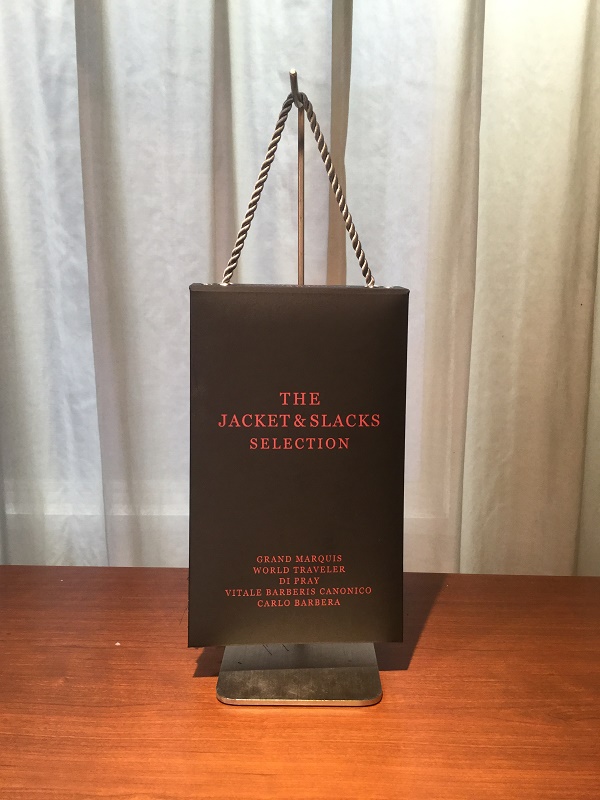 THE
JACKET & SLACKS
SELECTION
GRAND MARQUIS
WORLD TRAVELER
DI PRAY
VITALE BARBERIS CANONICO
CARLO BARBERA